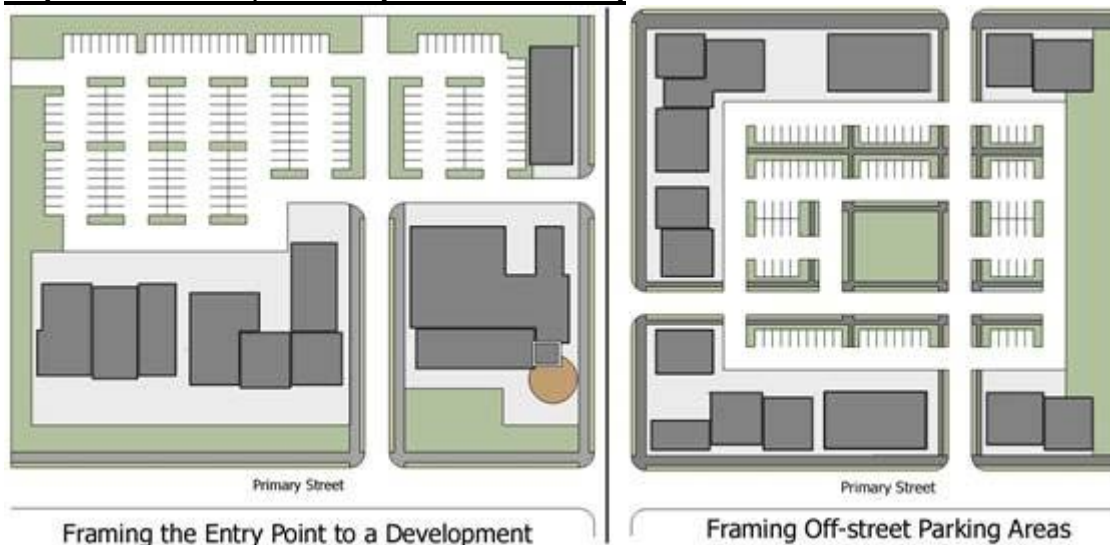 Primary Street
Framing the Entry Point to a Development
Primary Street
Framing Off-street Parking Areas